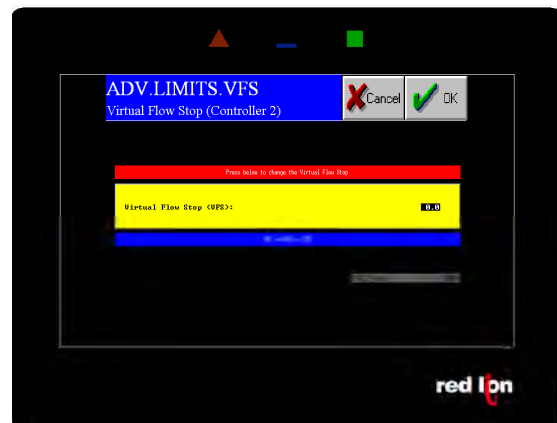 ADV.LIMITS.VFS
Virtual Flow Stop (Controller 2)
Cancel
OK
Press below to change the Virtual Flow Stop
Virtual Flow Stop (VFS):
0.0
red lion